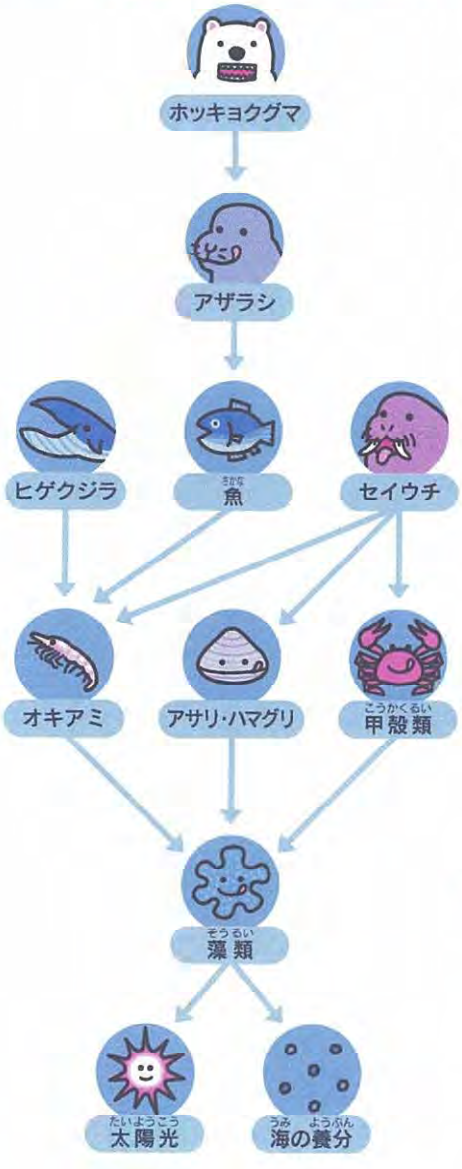 ホッキョクグマ
アザラシ
ヒゲクジラ
さかな
魚
セイウチ
オキアミ
アサリ・ハマグリ
こうかくるい
甲殻類
そうるい
藻類
たいようこう
太陽光
うみ ようぶん
海の養分